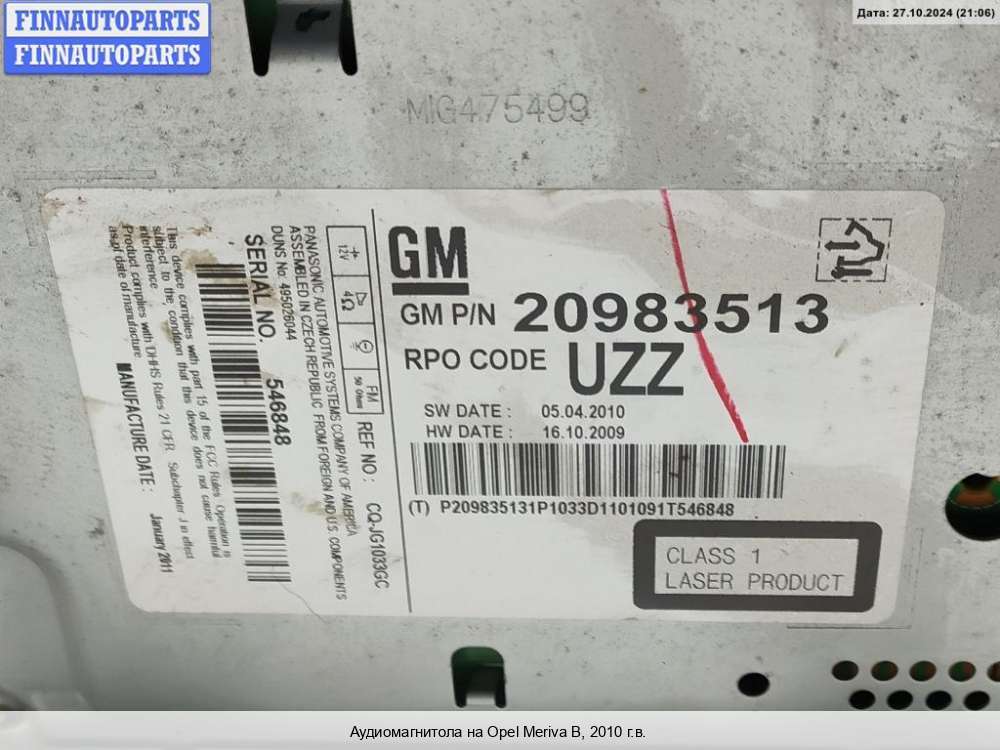 FINNAUTOPARTS
FINNAUTOPARTS
Дата: 27.10.2024 (21:06)
MG475499
GM
GM P/N 20983513
RPO CODE UZZ
SW DATE : 05.04.2010
HW DATE : 16.10.2009
(T) P209835131P1033D1101091T546848
CLASS 1
LASER PRODUCT
12V
4Ω
FM
50 Ohms
REF NO : CQ-JG1033GC
PANASONIC AUTOMOTIVE SYSTEMS COMPANY OF AMERICA
ASSEMBLED IN CZECH REPUBLIC FROM FOREIGN AND U.S. COMPONENTS
DUNS No. 495026044
SERIAL NO. 546848
This device complies with part 15 of the FCC Rules Operation is
subject to the condition that this device does not cause harmful
interference
Product complies with DHHS Rules 21 CFR Subchapter J in effect
as of date of manufacture
MANUFACTURE DATE : January 2011
Аудиомагнитола на Opel Meriva B, 2010 г.в.